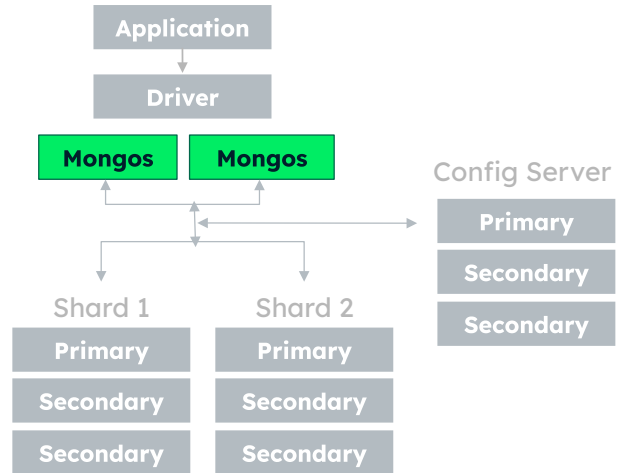 Application
Driver
Mongos Mongos
Config Server
Primary
Secondary
Secondary
Shard 1 Shard 2
Primary Primary
Secondary Secondary
Secondary Secondary